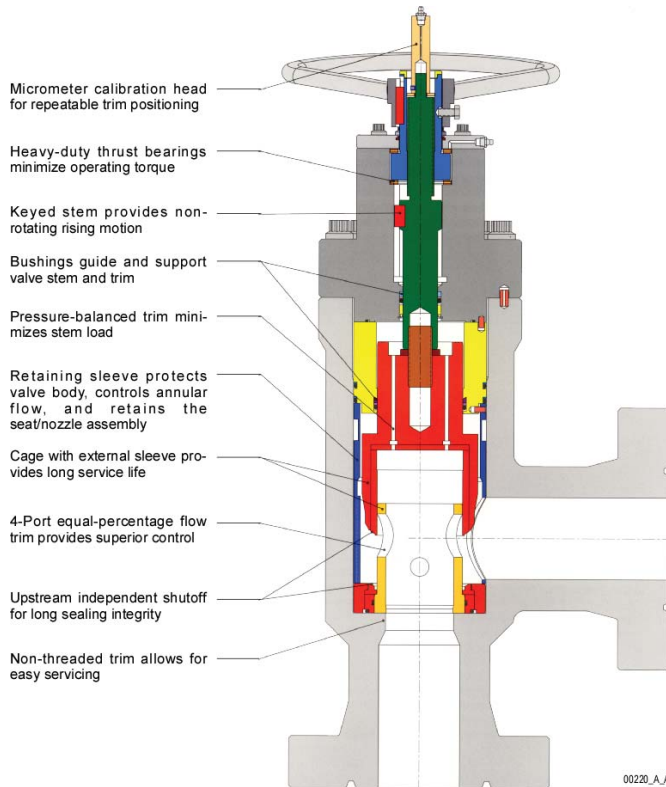 Micrometer calibration head
for repeatable trim positioning
Heavy-duty thrust bearings
minimize operating torque
Keyed stem provides non-
rotating rising motion
Bushings guide and support
valve stem and trim
Pressure-balanced trim mini-
mizes stem load
Retaining sleeve protects
valve body, controls annular
flow, and retains the
seat/nozzle assembly
Cage with external sleeve pro-
vides long service life
4-Port equal-percentage flow
trim provides superior control
Upstream independent shutoff
for long sealing integrity
Non-threaded trim allows for
easy servicing